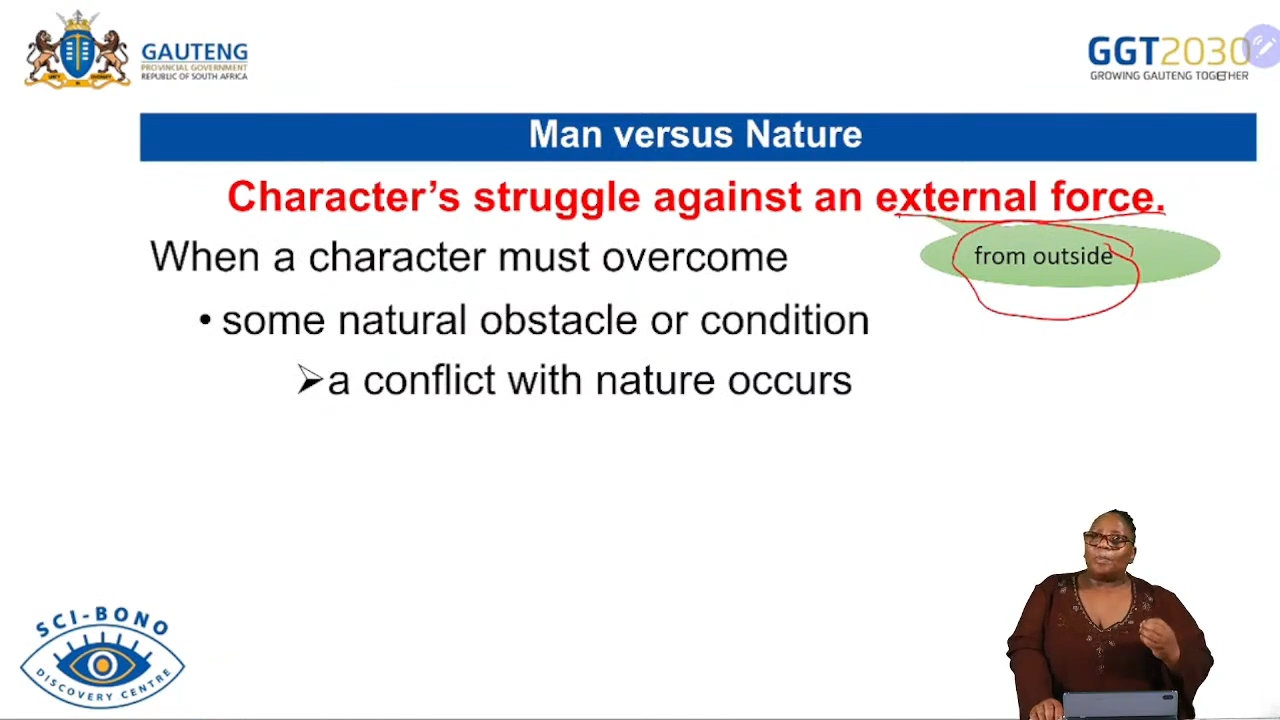 GAUTENG
PROVINCIAL GOVERNMENT
REPUBLIC OF SOUTH AFRICA
GGT2030
GROWING GAUTENG TOGETHER
Man versus Nature
Character’s struggle against an external force.
from outside
When a character must overcome
• some natural obstacle or condition
➢a conflict with nature occurs
SCI-BONO
DISCOVERY CENTRE